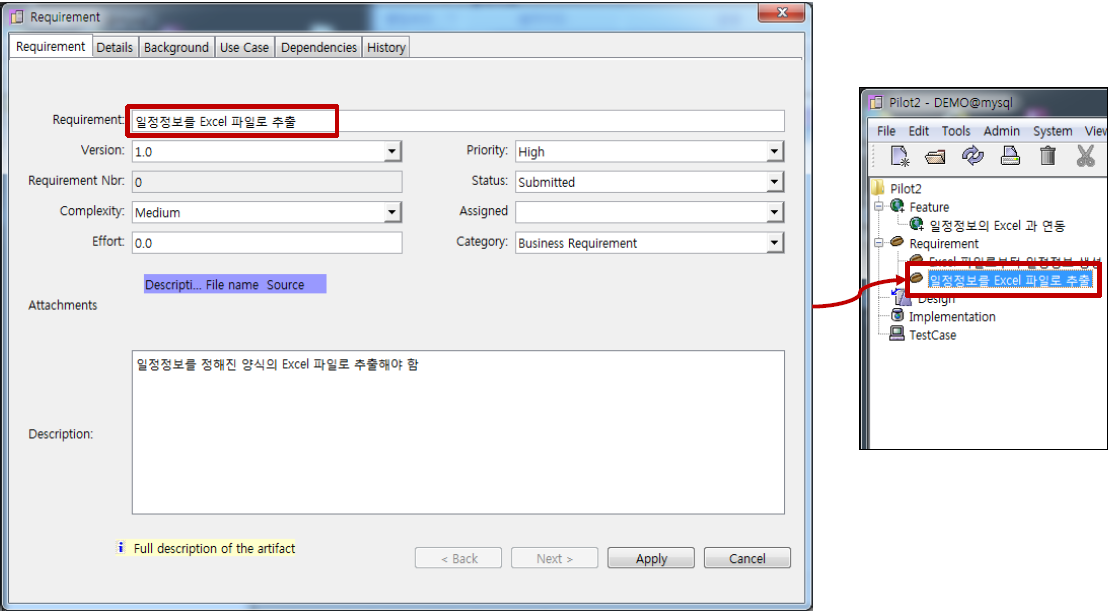 Requirement
Requirement Details Background Use Case Dependencies History
Requirement: 일정정보를 Excel 파일로 추출
Version: 1.0 Priority: High
Requirement Nbr: 0 Status: Submitted
Complexity: Medium Assigned
Effort: 0.0 Category: Business Requirement
Descripti... File name Source
Attachments
일정정보를 정해진 양식의 Excel 파일로 추출해야 함
Description:
i Full description of the artifact
< Back Next > Apply Cancel
Pilot2 - DEMO@mysql
File Edit Tools Admin System View
Pilot2
Feature
일정정보의 Excel 과 연동
Requirement
Excel 파일로부터 일정정보 생성
일정정보를 Excel 파일로 추출
Design
Implementation
TestCase